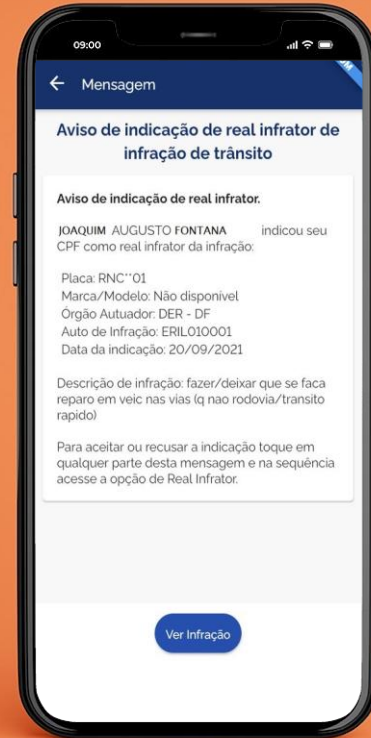 09:00
Mensagem
Aviso de indicação de real infrator de
infração de trânsito
Aviso de indicação de real infrator.
JOAQUIM AUGUSTO FONTANA indicou seu
CPF como real infrator da infração:
Placa: RNC**01
Marca/Modelo: Não disponível
Órgão Autuador: DER - DF
Auto de Infração: ERIL010001
Data da indicação: 20/09/2021
Descrição de infração: fazer/deixar que se faca
reparo em veic nas vias (q nao rodovia/transito
rapido)
Para aceitar ou recusar a indicação toque em
qualquer parte desta mensagem e na sequência
acesse a opção de Real Infrator.
Ver Infração